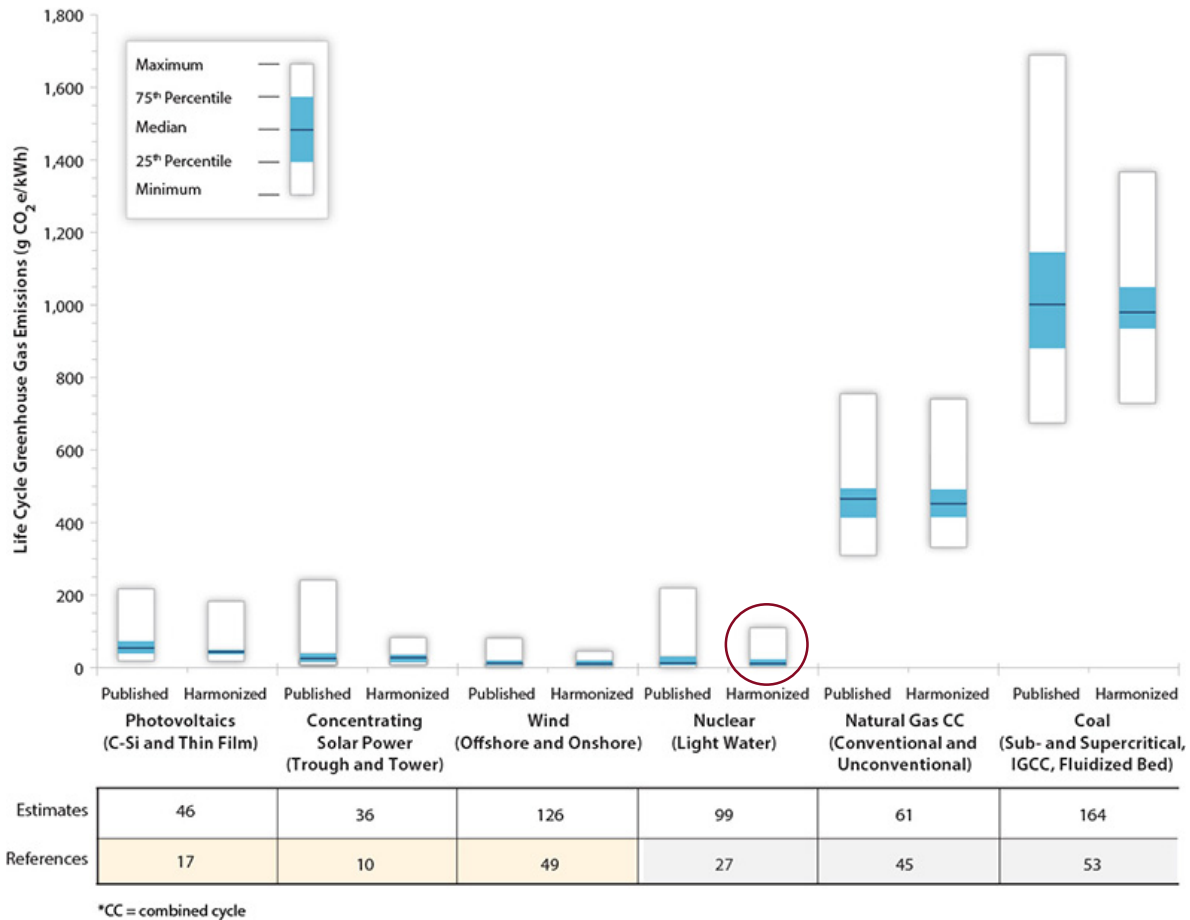 1,800
1,600
1,400
1,200
1,000
800
600
400
200
0
Life Cycle Greenhouse Gas Emissions (g CO2e/kWh)
Maximum
75th Percentile
Median
25th Percentile
Minimum
Published Harmonized Published Harmonized Published Harmonized Published Harmonized Published Harmonized Published Harmonized
Photovoltaics
(C-Si and Thin Film)
Concentrating
Solar Power
(Trough and Tower)
Wind
(Offshore and Onshore)
Nuclear
(Light Water)
Natural Gas CC
(Conventional and
Unconventional)
Coal
(Sub- and Supercritical,
IGCC, Fluidized Bed)
Estimates 46 36 126 99 61 164
References 17 10 49 27 45 53
*CC = combined cycle